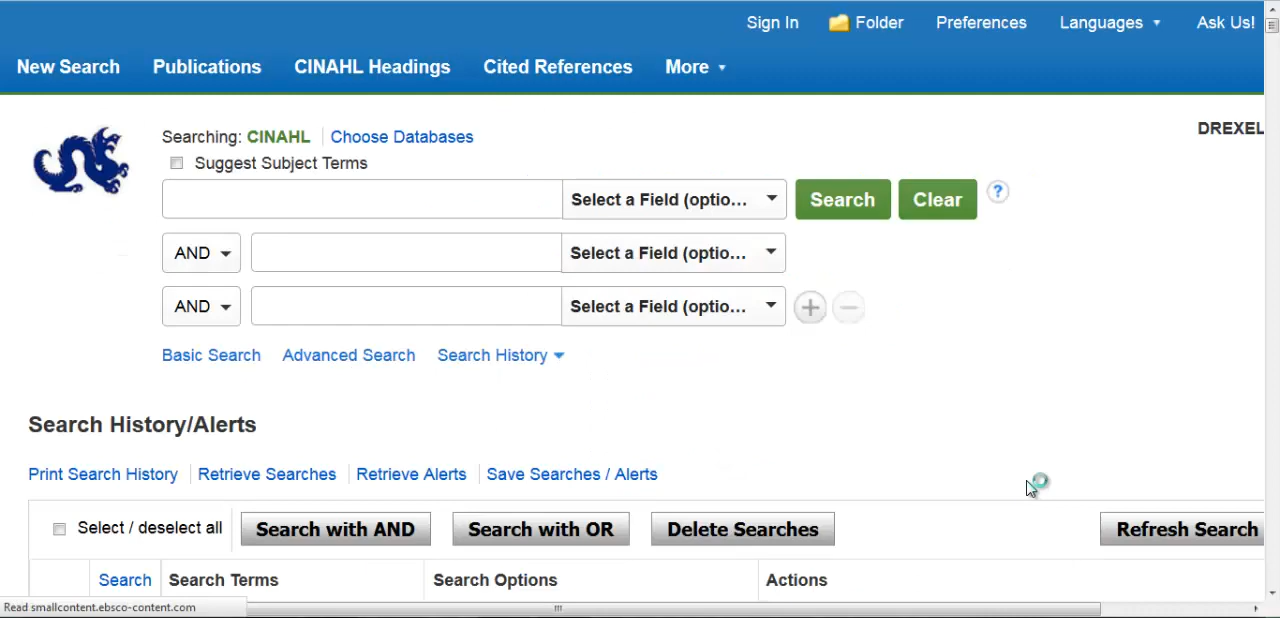 Sign In Folder Preferences Languages Ask Us!
New Search Publications CINAHL Headings Cited References More
Searching: CINAHL Choose Databases DREXEL
Suggest Subject Terms
Select a Field (optio... Search Clear ?
AND Select a Field (optio...
AND Select a Field (optio...
Basic Search Advanced Search Search History
Search History/Alerts
Print Search History Retrieve Searches Retrieve Alerts Save Searches / Alerts
Select / deselect all Search with AND Search with OR Delete Searches Refresh Search
Search Search Terms Search Options Actions
Read smallcontent.ebsco-content.com